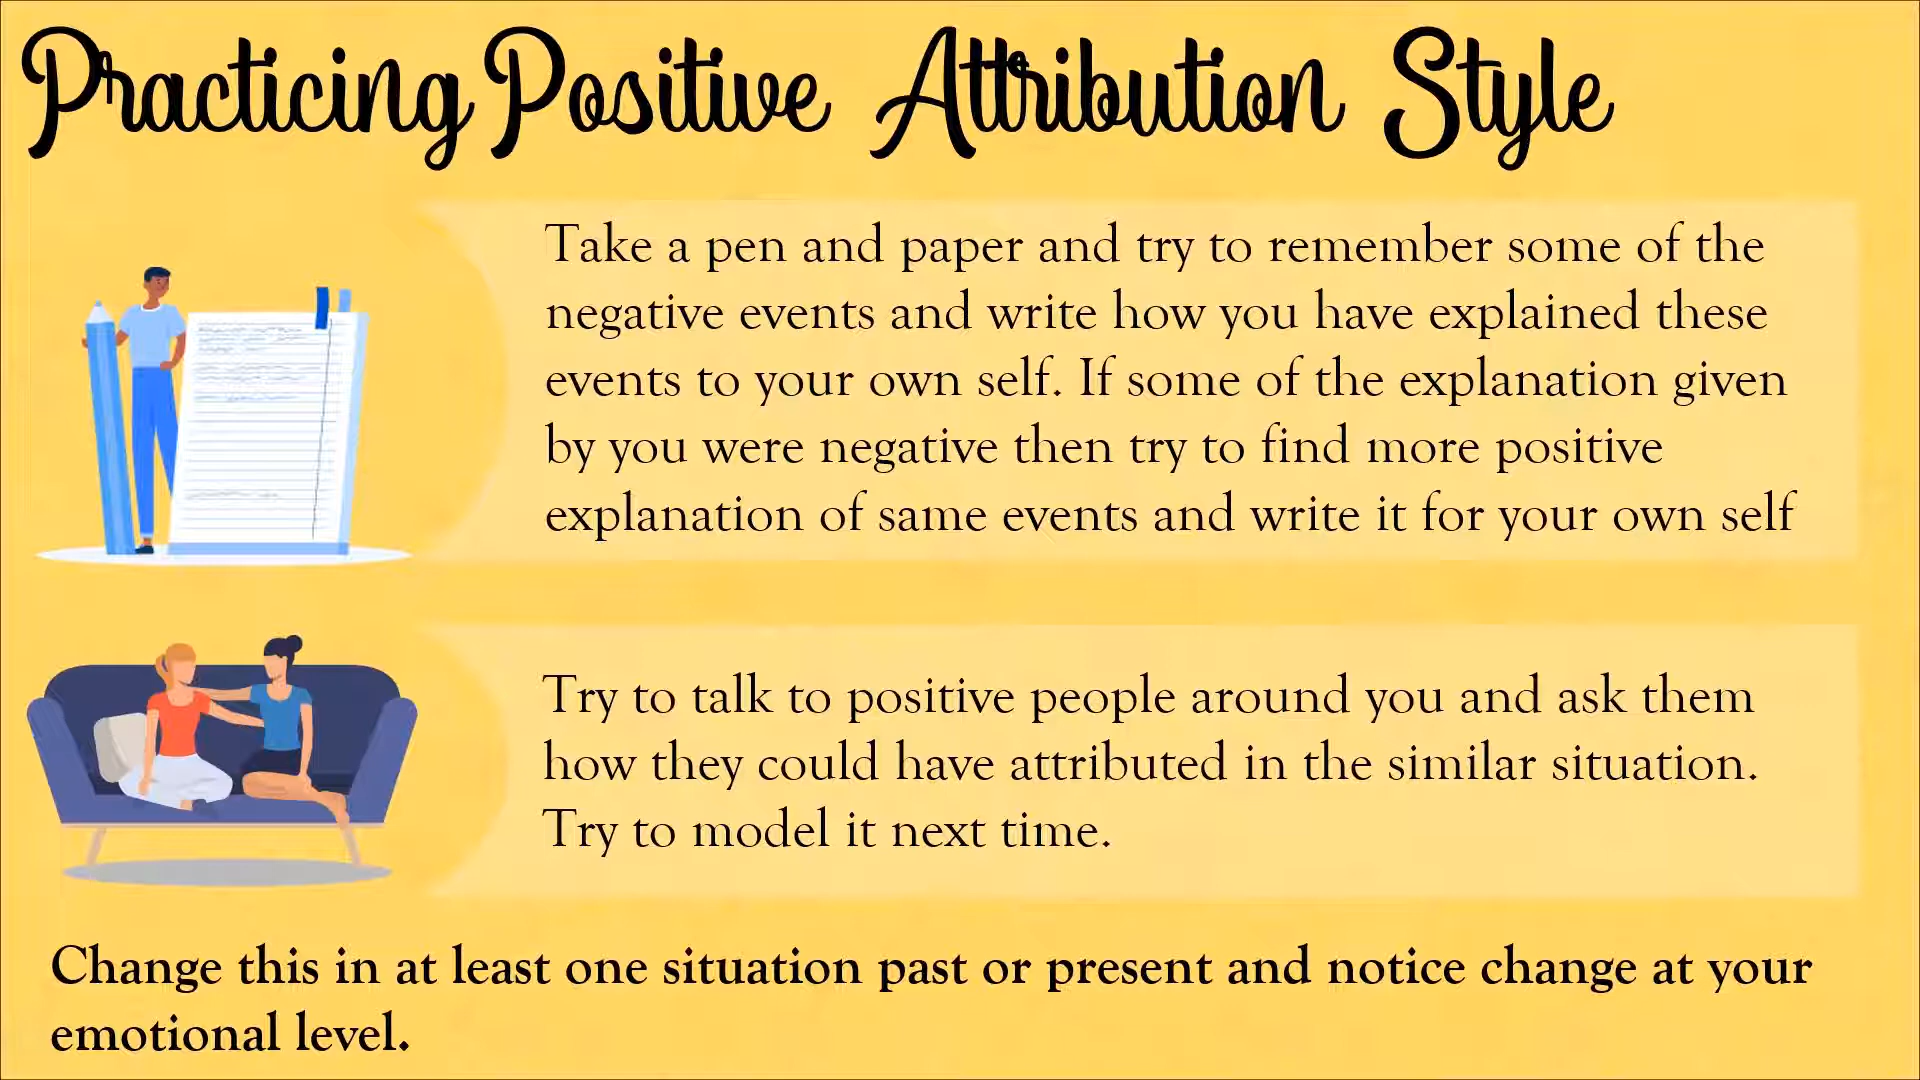 Practicing Positive Attribution Style
Take a pen and paper and try to remember some of the
negative events and write how you have explained these
events to your own self. If some of the explanation given
by you were negative then try to find more positive
explanation of same events and write it for your own self
Try to talk to positive people around you and ask them
how they could have attributed in the similar situation.
Try to model it next time.
Change this in at least one situation past or present and notice change at your
emotional level.